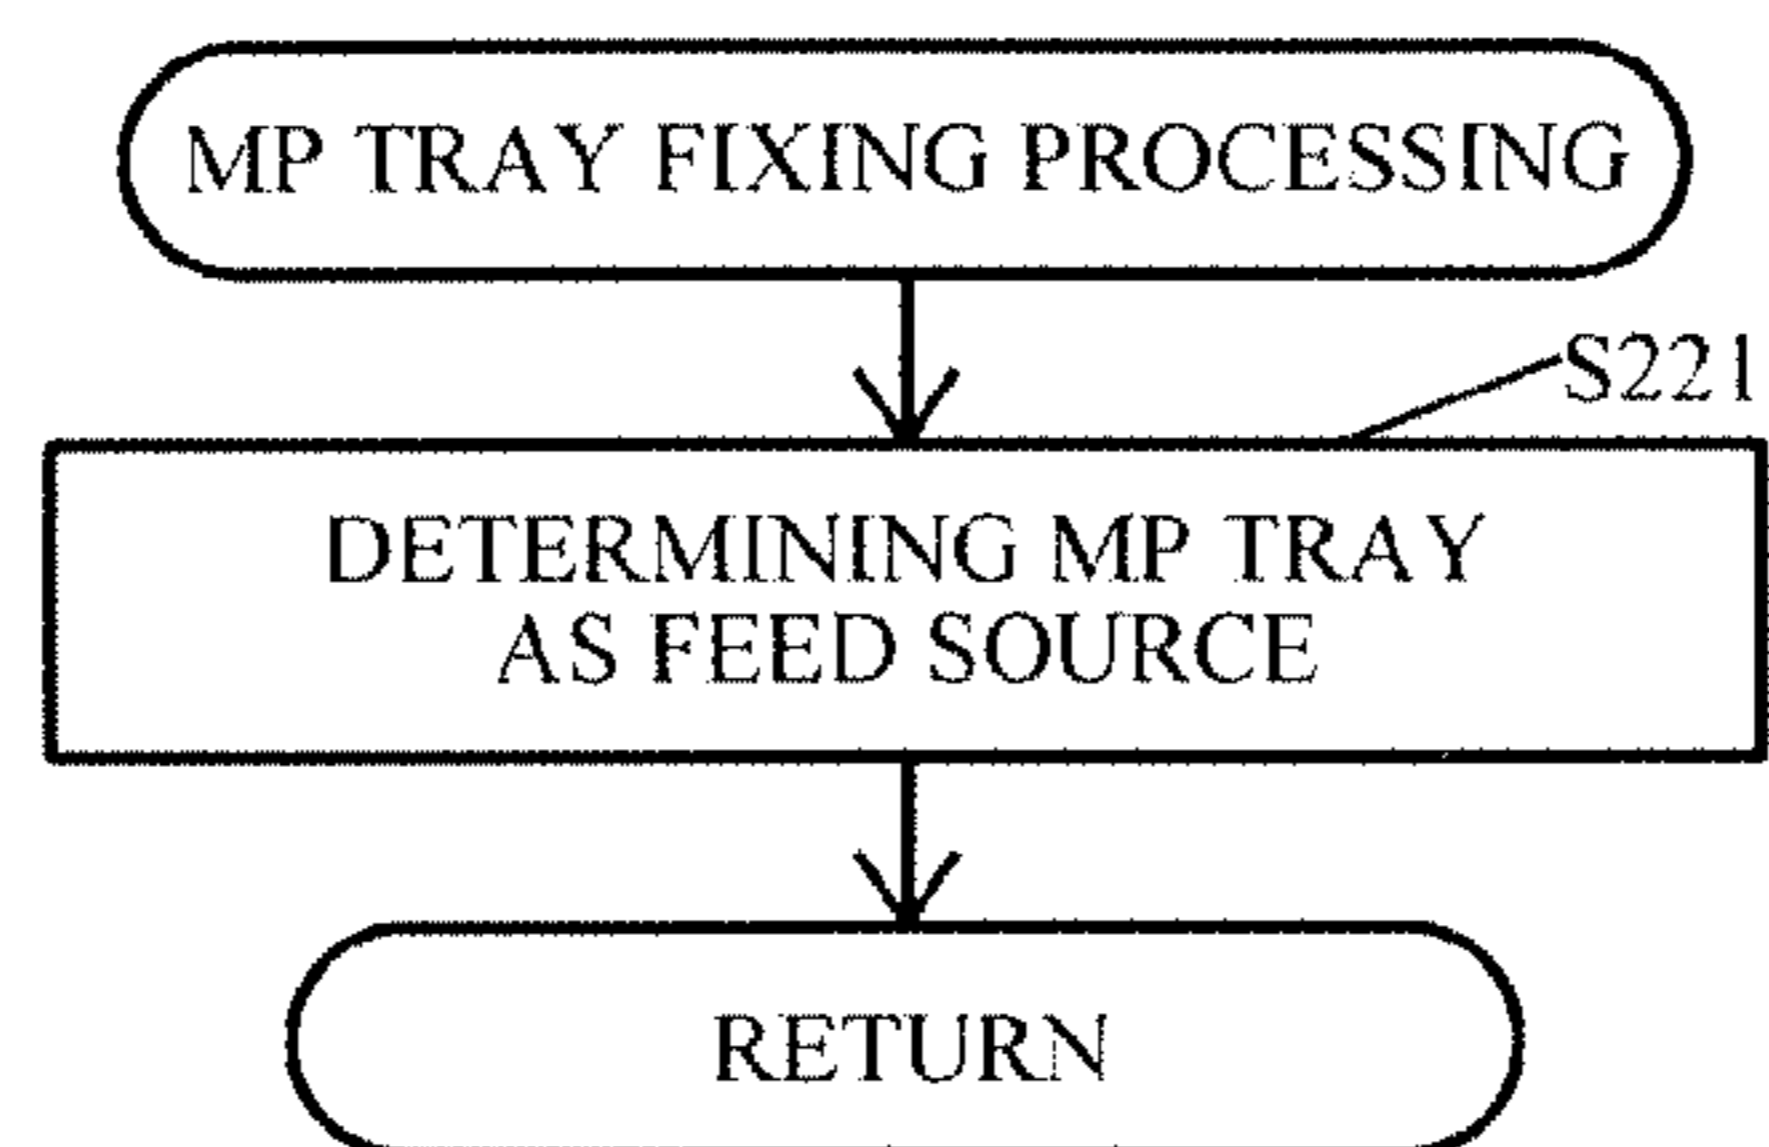 MP TRAY FIXING PROCESSING
S221
DETERMINING MP TRAY
AS FEED SOURCE
RETURN